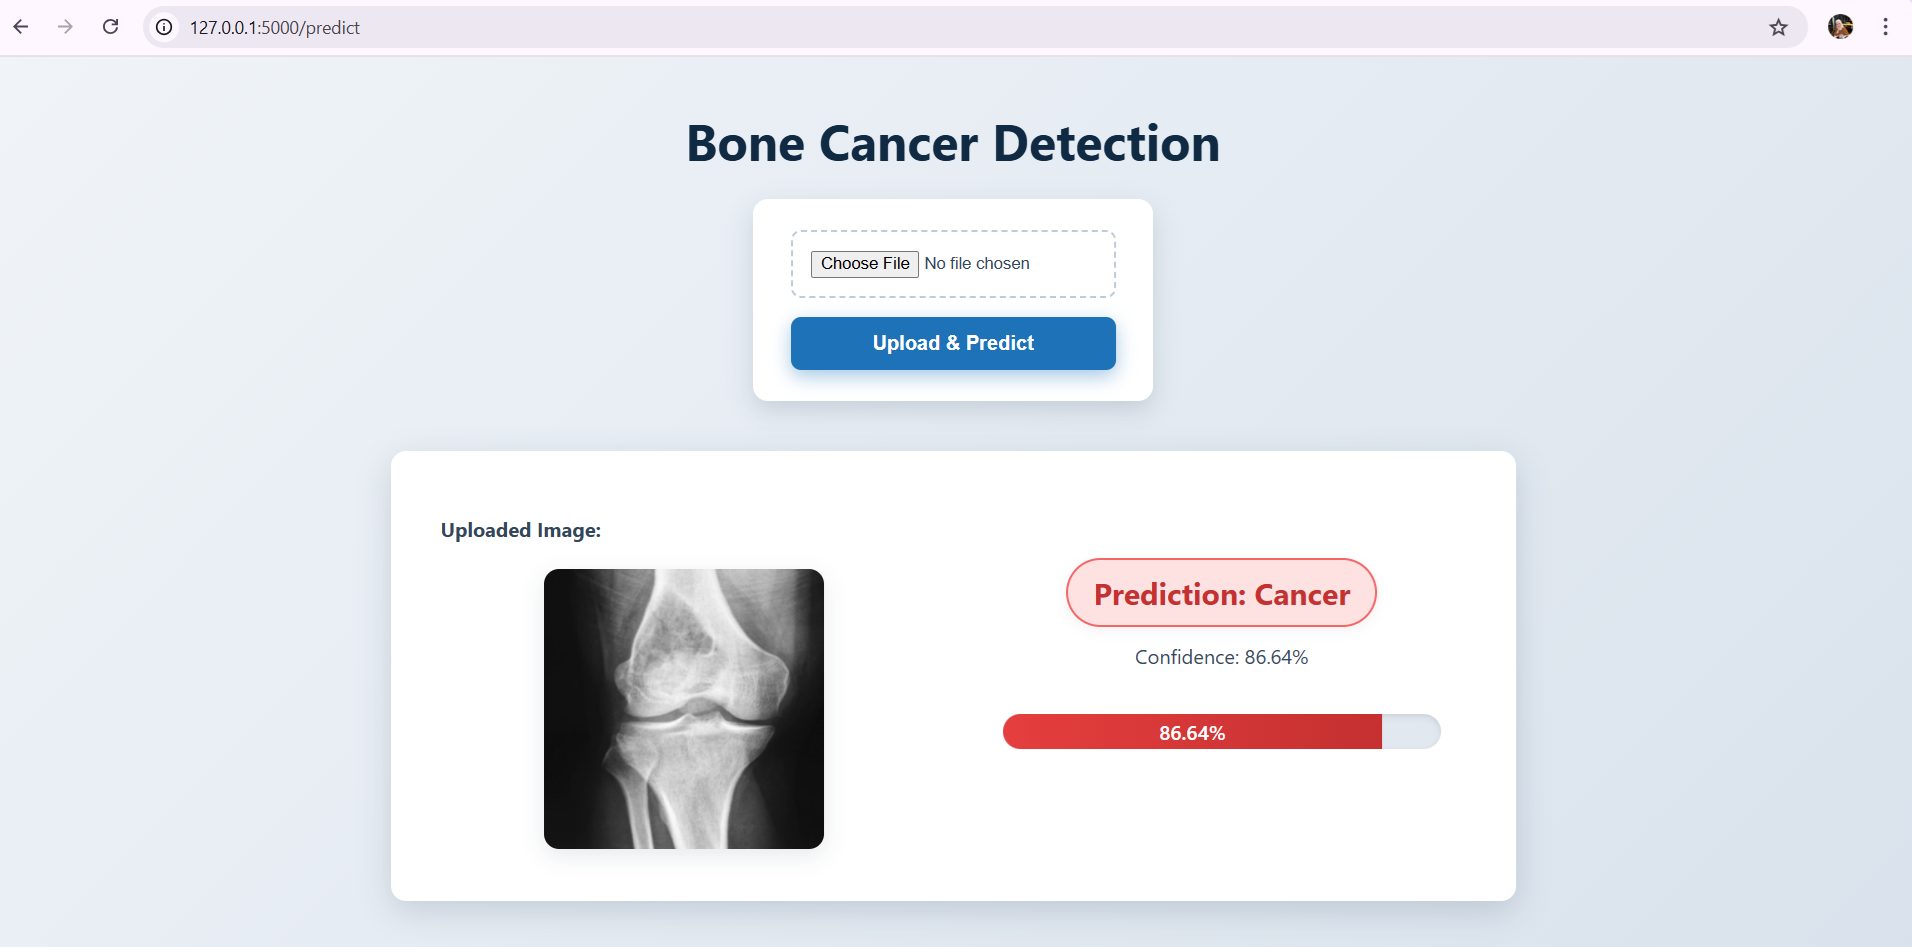 127.0.0.1:5000/predict
Bone Cancer Detection
Choose File No file chosen
Upload & Predict
Uploaded Image:
Prediction: Cancer
Confidence: 86.64%
86.64%